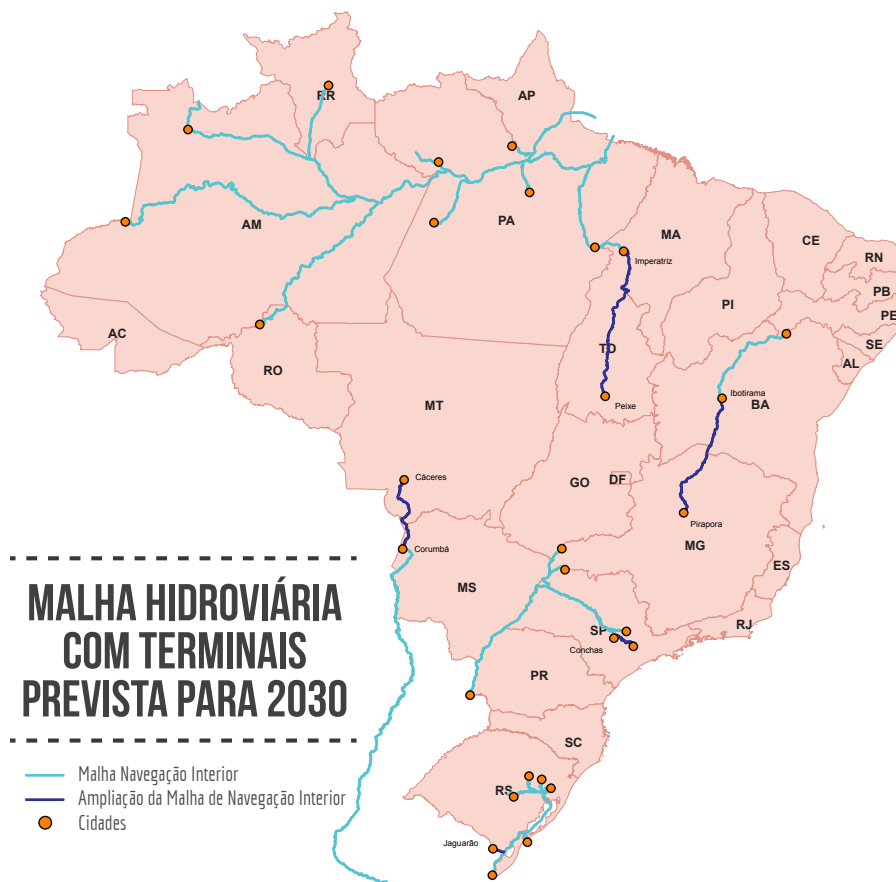 RR
AP
AM
PA
MA
CE
RN
Imperatriz
PB
PI
PE
AC
TO
SE
RO
AL
Ibotirama
MT
Peixe
BA
Cáceres
GO
DF
Pirapora
Corumbá
MG
ES
MS
MALHA HIDROVIÁRIA
COM TERMINAIS
PREVISTA PARA 2030
RJ
SP
Conchas
PR
SC
Malha Navegação Interior
RS
Ampliação da Malha de Navegação Interior
Cidades
Jaguarão